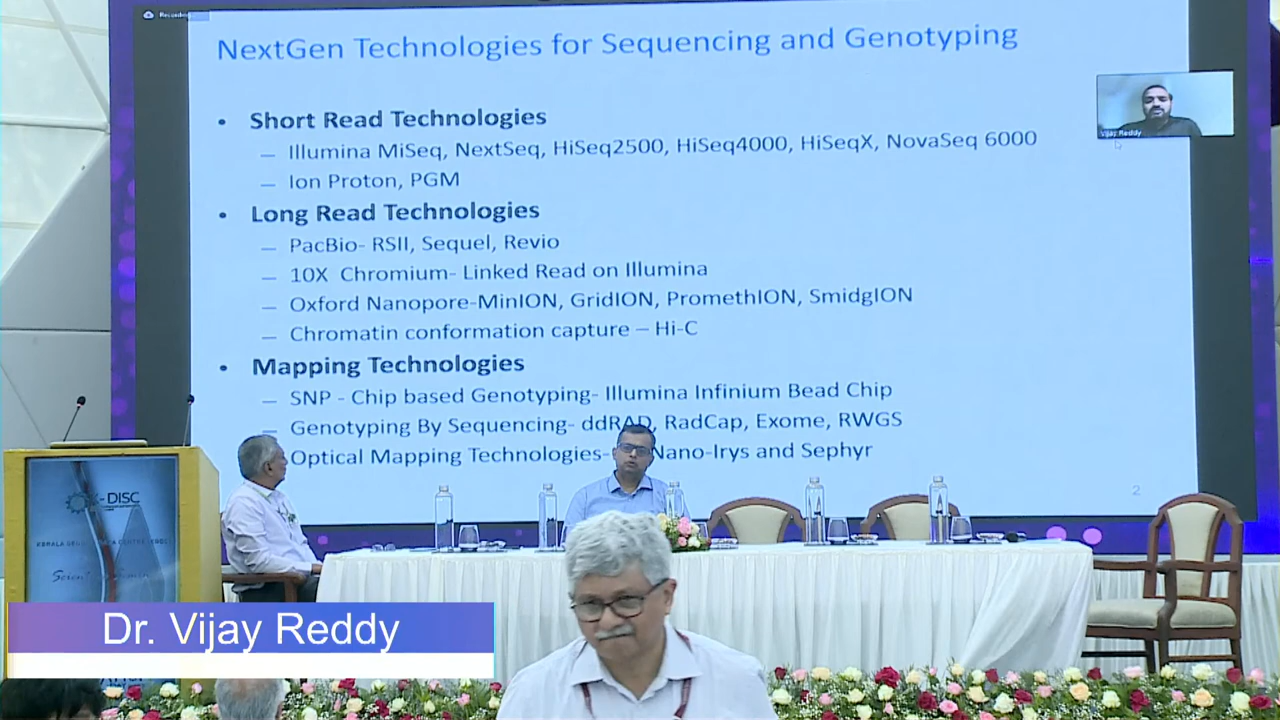 Recording
NextGen Technologies for Sequencing and Genotyping
• Short Read Technologies
– Illumina MiSeq, NextSeq, HiSeq2500, HiSeq4000, HiSeqX, NovaSeq 6000
– Ion Proton, PGM
• Long Read Technologies
– PacBio- RSII, Sequel, Revio
– 10X Chromium- Linked Read on Illumina
– Oxford Nanopore-MinION, GridION, PromethION, SmidgION
– Chromatin conformation capture – Hi-C
• Mapping Technologies
– SNP - Chip based Genotyping- Illumina Infinium Bead Chip
– Genotyping By Sequencing- ddRAD, RadCap, Exome, RWGS
Optical Mapping Technologies- Nano-Irys and Sephyr
2
Vijay Reddy
-DISC
Dr. Vijay Reddy